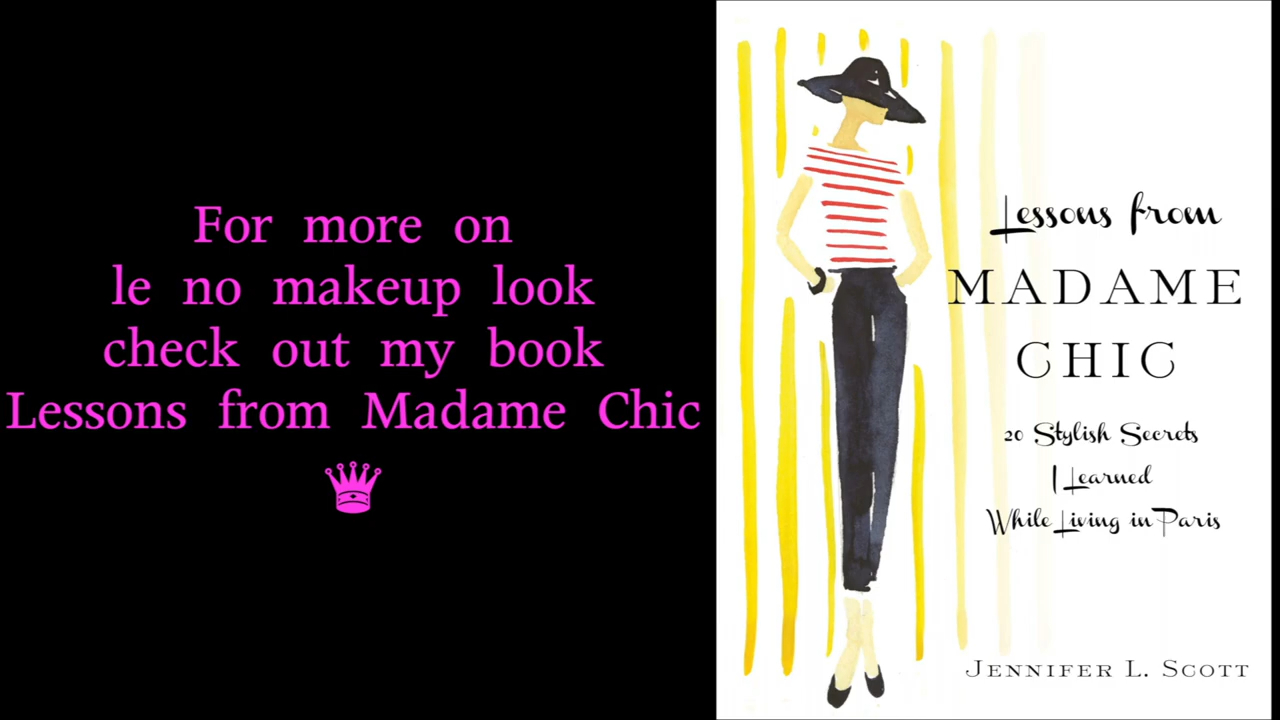 For more on
le no makeup look
check out my book
Lessons from Madame Chic
Lessons from
MADAME
CHIC
20 Stylish Secrets
I Learned
While Living in Paris
JENNIFER L. SCOTT